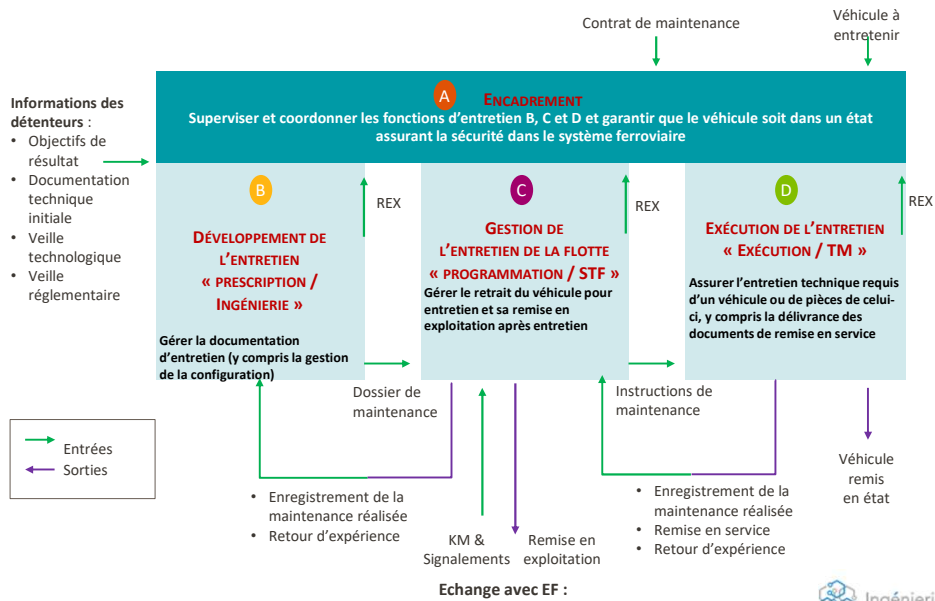 Contrat de maintenance
Véhicule à
entretenir
Informations des
détenteurs :
• Objectifs de
résultat
• Documentation
technique
initiale
• Veille
technologique
• Veille
réglementaire
A
ENCADREMENT
Superviser et coordonner les fonctions d'entretien B, C et D et garantir que le véhicule soit dans un état
assurant la sécurité dans le système ferroviaire
B
REX
DÉVELOPPEMENT DE
L'ENTRETIEN
« PRESCRIPTION /
INGÉNIERIE »
Gérer la documentation
d'entretien (y compris la gestion
de la configuration)
C
REX
GESTION DE
L'ENTRETIEN DE LA FLOTTE
« PROGRAMMATION / STF »
Gérer le retrait du véhicule pour
entretien et sa remise en
exploitation après entretien
D
REX
EXÉCUTION DE L'ENTRETIEN
« EXÉCUTION / TM »
Assurer l'entretien technique requis
d'un véhicule ou de pièces de celui-
ci, y compris la délivrance des
documents de remise en service
Dossier de
maintenance
Instructions de
maintenance
Entrées
Sorties
• Enregistrement de la
maintenance réalisée
• Retour d'expérience
KM &
Signalements
Remise en
exploitation
• Enregistrement de la
maintenance réalisée
• Remise en service
• Retour d'expérience
Véhicule
remis
en état
Echange avec EF :
Ingénieri